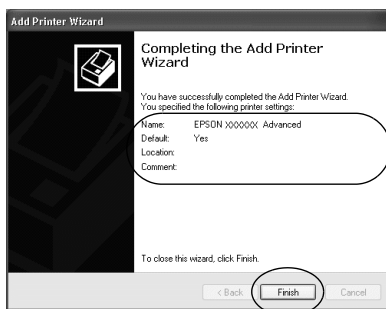 Add Printer Wizard
Completing the Add Printer
Wizard
You have successfully completed the Add Printer Wizard.
You specified the following printer settings:
Name: EPSON XXXXXX Advanced
Default: Yes
Location:
Comment:
To close this wizard, click Finish.
< Back Finish Cancel